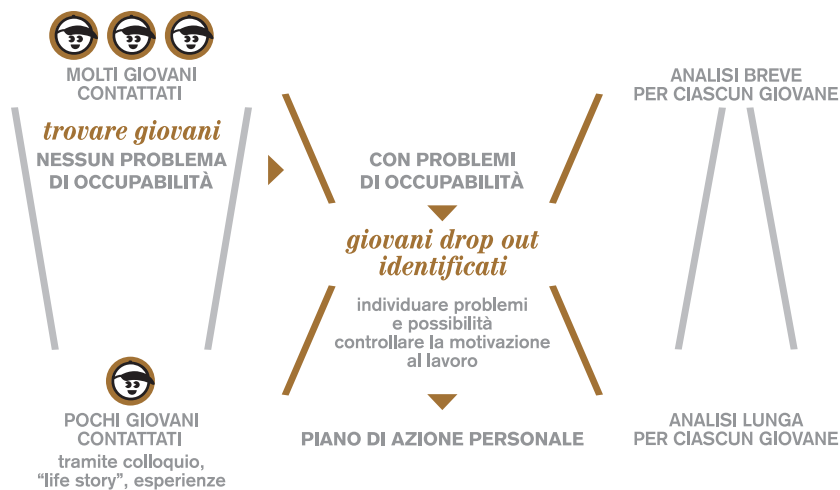 MOLTI GIOVANI
CONTATTATI
trovare giovani
NESSUN PROBLEMA
DI OCCUPABILITÀ
POCHI GIOVANI
CONTATTATI
tramite colloquio,
“life story”, esperienze
CON PROBLEMI
DI OCCUPABILITÀ
giovani drop out
identificati
individuare problemi
e possibilità
controllare la motivazione
al lavoro
PIANO DI AZIONE PERSONALE
ANALISI BREVE
PER CIASCUN GIOVANE
ANALISI LUNGA
PER CIASCUN GIOVANE